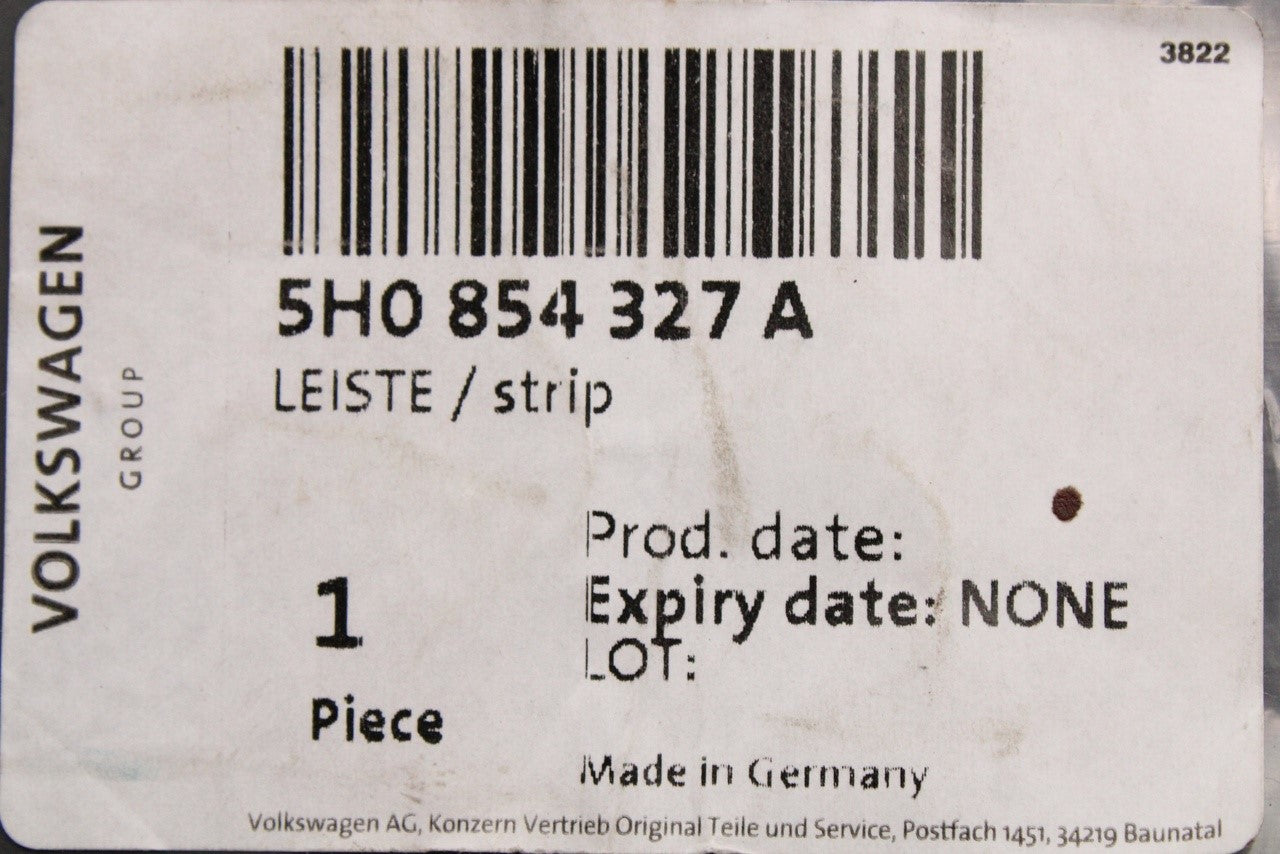 3822
VOLKSWAGEN
GROUP
5H0 854 327 A
LEISTE / strip
Prod. date:
Expiry date: NONE
LOT:
1
Piece
Made in Germany
Volkswagen AG, Konzern Vertrieb Original Teile und Service, Postfach 1451, 34219 Baunatal